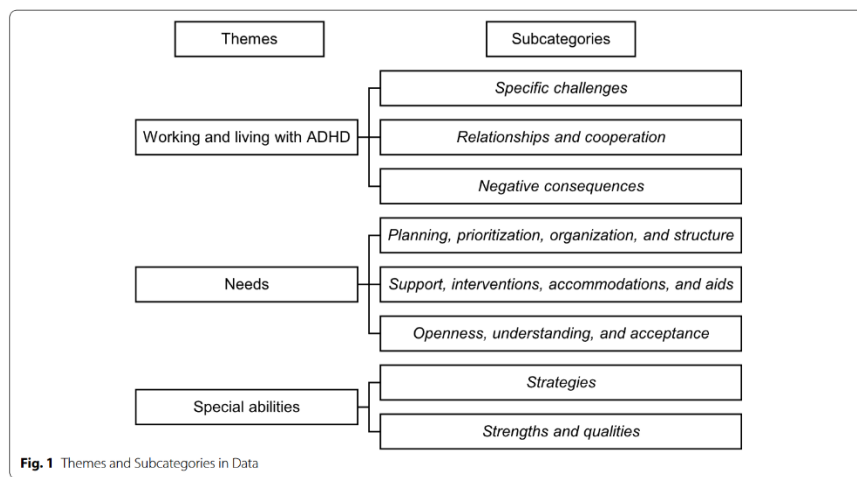 Themes
Subcategories
Specific challenges
Working and living with ADHD
Relationships and cooperation
Negative consequences
Planning, prioritization, organization, and structure
Needs
Support, interventions, accommodations, and aids
Openness, understanding, and acceptance
Strategies
Special abilities
Strengths and qualities
Fig. 1 Themes and Subcategories in Data